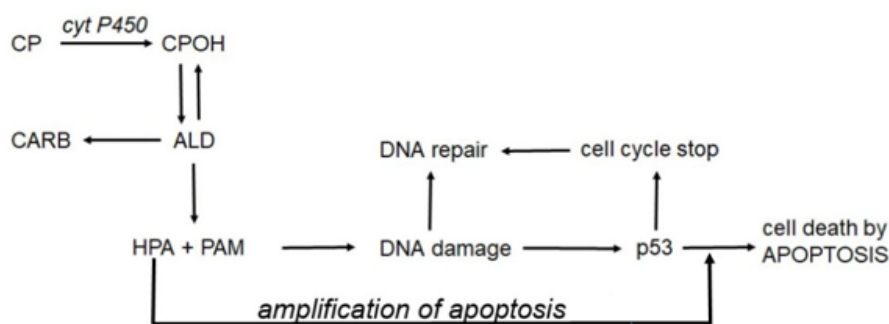 cyt P450
CP CPOH
CARB ALD
DNA repair cell cycle stop
HPA + PAM DNA damage p53 cell death by
APOPTOSIS
amplification of apoptosis